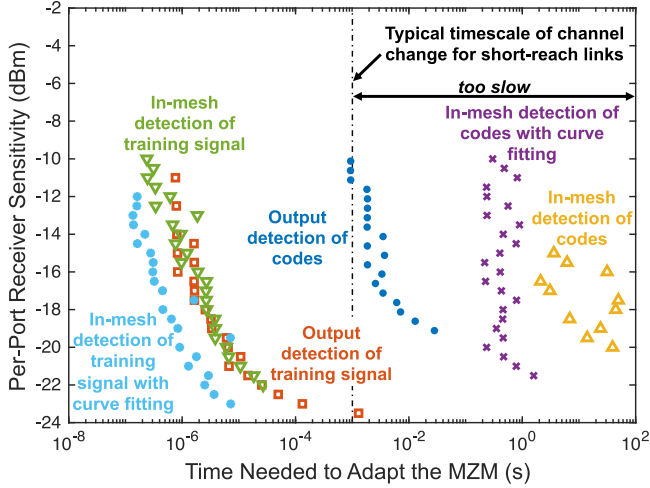 -2
-4
-6
-8
-10
-12
-14
-16
-18
-20
-22
-24
Per-Port Receiver Sensitivity (dBm)
Typical timescale of channel
change for short-reach links
too slow
In-mesh
detection of
training signal
In-mesh detection of
codes with curve
fitting
In-mesh
detection of
codes
Output
detection of
codes
In-mesh
detection of
training
signal with
curve fitting
Output
detection of
training signal
10⁻⁸
10⁻⁶
10⁻⁴
10⁻²
10⁰
10²
Time Needed to Adapt the MZM (s)